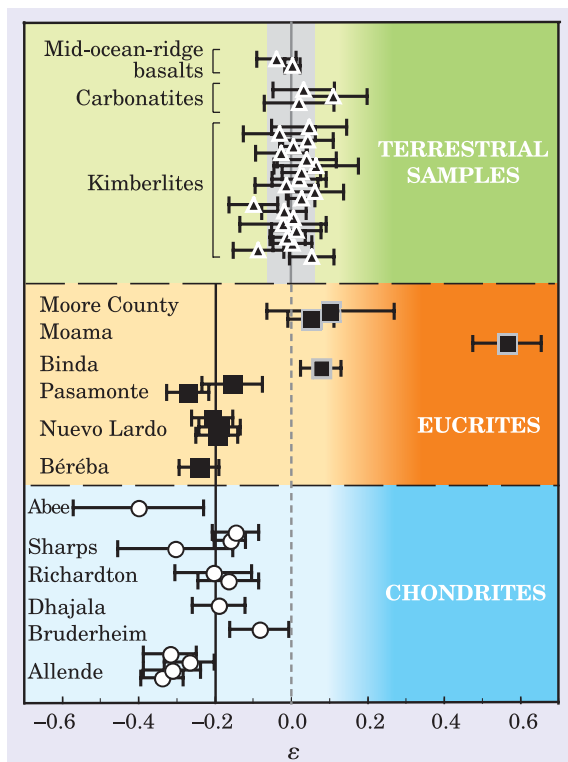 Mid-ocean-ridge
basalts
Carbonatites
Kimberlites
TERRESTRIAL
SAMPLES
Moore County
Moama
Binda
Pasamonte
Nuevo Lardo
Béréba
EUCRITES
Abee
Sharps
Richardton
Dhajala
Bruderheim
Allende
CHONDRITES
−0.6 −0.4 −0.2 0.0 0.2 0.4 0.6
ε